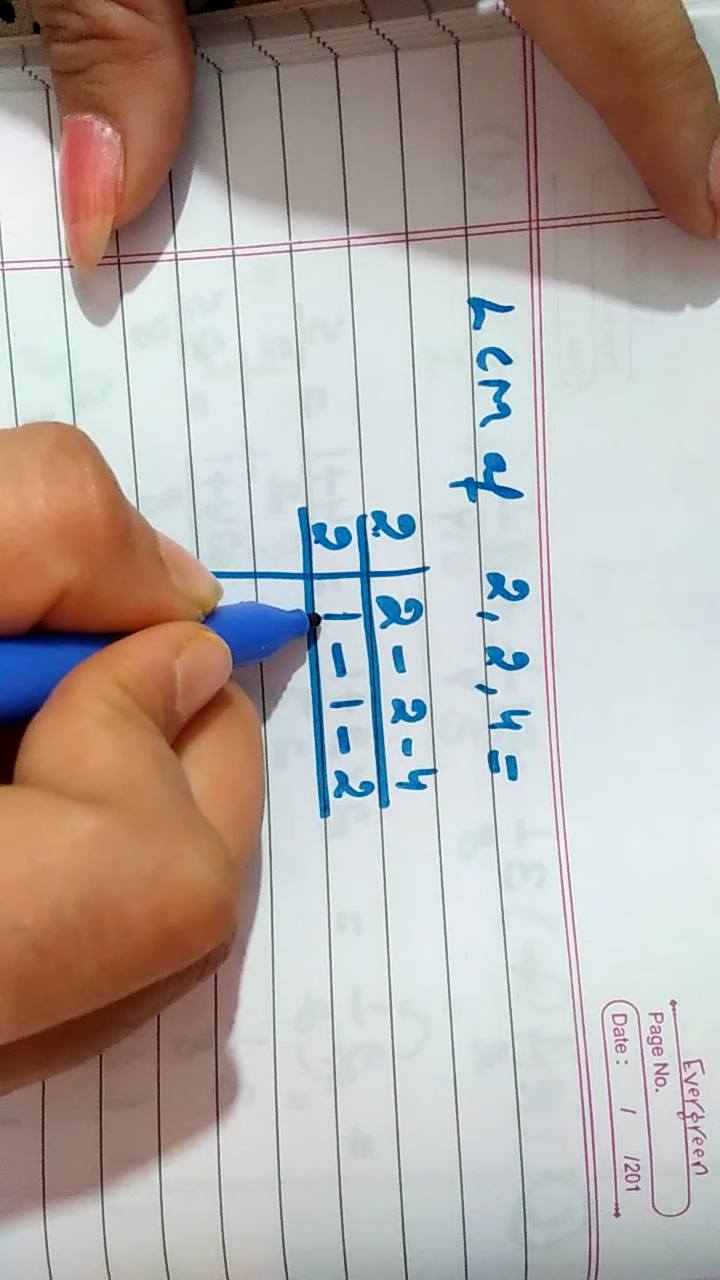 Evergreen
Page No.
Date : / /201
Lcm of 2, 2, 4 =
2 | 2 - 2 - 4
2 | 1 - 1 - 2